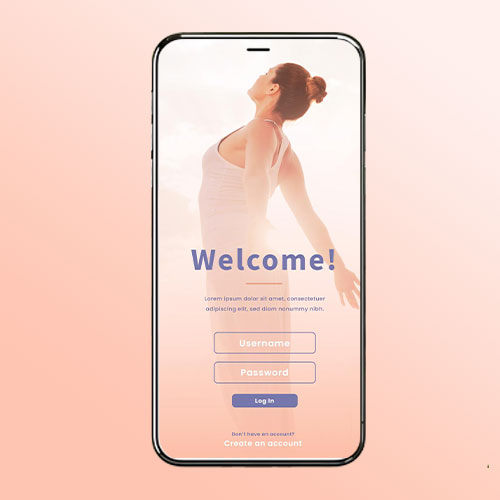 Welcome!
Lorem ipsum dolor sit amet, consectetuer
adipiscing elit, sed diam nonummy nibh.
Username
Password
Log In
Don't have an account?
Create an account